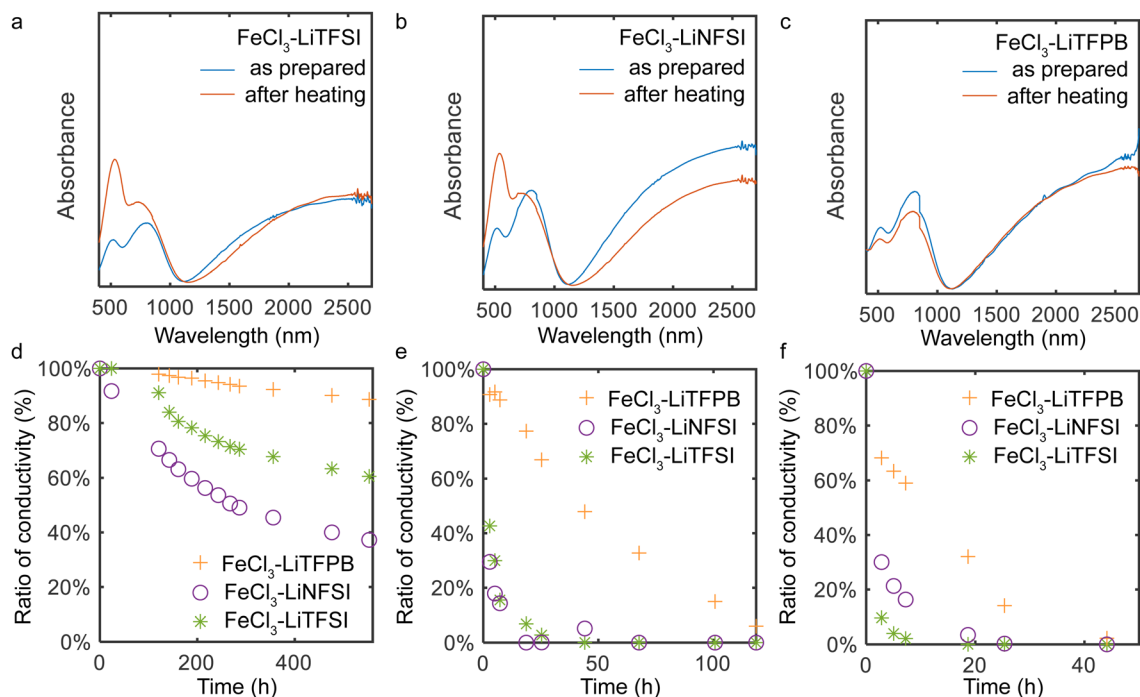 a
FeCl₃-LiTFSI
as prepared
after heating
Absorbance
500 1000 1500 2000 2500
Wavelength (nm)
b
FeCl₃-LiNFSI
as prepared
after heating
Absorbance
500 1000 1500 2000 2500
Wavelength (nm)
c
FeCl₃-LiTFPB
as prepared
after heating
Absorbance
500 1000 1500 2000 2500
Wavelength (nm)
d
Ratio of conductivity (%)
100%
80%
60%
40%
20%
0%
FeCl₃-LiTFPB
FeCl₃-LiNFSI
FeCl₃-LiTFSI
0 200 400
Time (h)
e
Ratio of conductivity (%)
100%
80%
60%
40%
20%
0%
FeCl₃-LiTFPB
FeCl₃-LiNFSI
FeCl₃-LiTFSI
0 50 100
Time (h)
f
Ratio of conductivity (%)
100%
80%
60%
40%
20%
0%
FeCl₃-LiTFPB
FeCl₃-LiNFSI
FeCl₃-LiTFSI
0 20 40
Time (h)